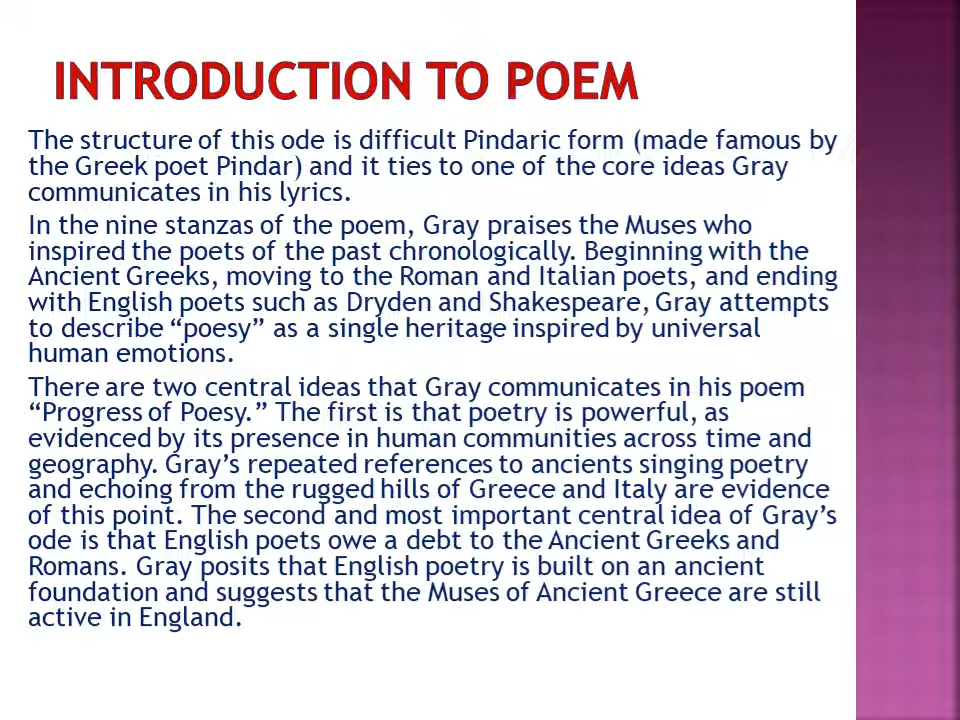 INTRODUCTION TO POEM
The structure of this ode is difficult Pindaric form (made famous by
the Greek poet Pindar) and it ties to one of the core ideas Gray
communicates in his lyrics.
In the nine stanzas of the poem, Gray praises the Muses who
inspired the poets of the past chronologically. Beginning with the
Ancient Greeks, moving to the Roman and Italian poets, and ending
with English poets such as Dryden and Shakespeare, Gray attempts
to describe “poesy” as a single heritage inspired by universal
human emotions.
There are two central ideas that Gray communicates in his poem
“Progress of Poesy.” The first is that poetry is powerful, as
evidenced by its presence in human communities across time and
geography. Gray’s repeated references to ancients singing poetry
and echoing from the rugged hills of Greece and Italy are evidence
of this point. The second and most important central idea of Gray’s
ode is that English poets owe a debt to the Ancient Greeks and
Romans. Gray posits that English poetry is built on an ancient
foundation and suggests that the Muses of Ancient Greece are still
active in England.